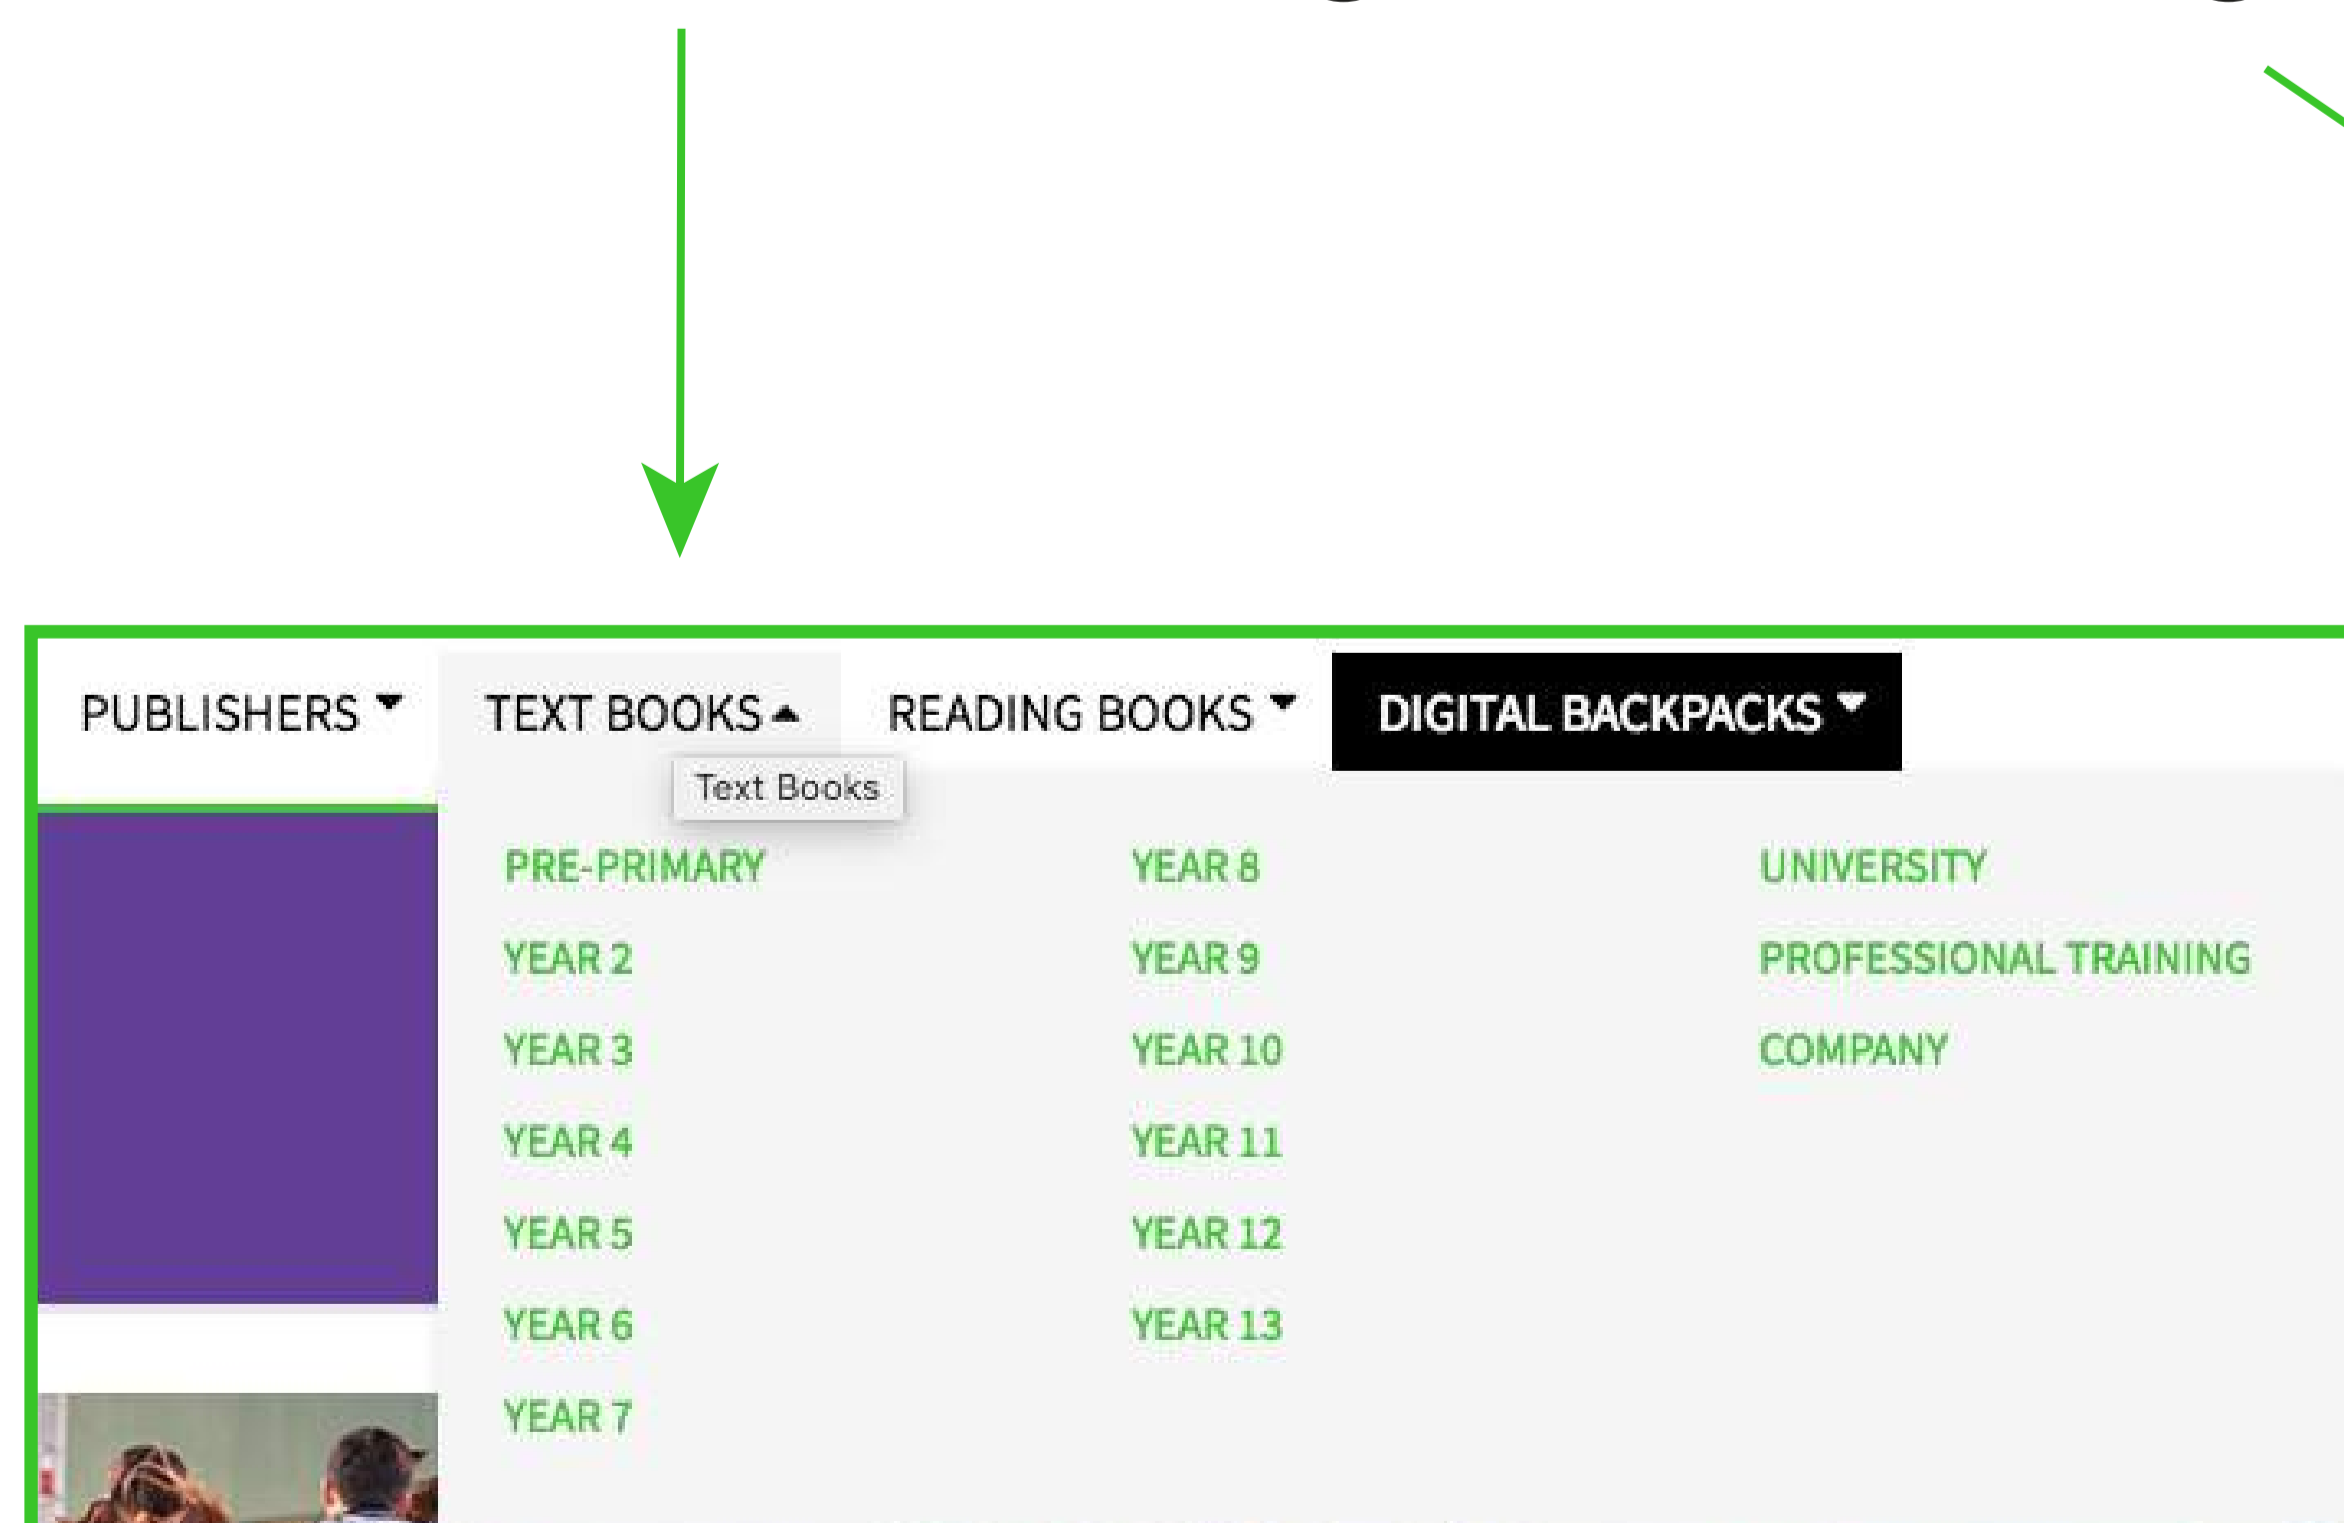 PUBLISHERS TEXT BOOKS READING BOOKS DIGITAL BACKPACKS
Text Books
PRE-PRIMARY YEAR 8 UNIVERSITY
YEAR 2 YEAR 9 PROFESSIONAL TRAINING
YEAR 3 YEAR 10 COMPANY
YEAR 4 YEAR 11
YEAR 5 YEAR 12
YEAR 6 YEAR 13
YEAR 7